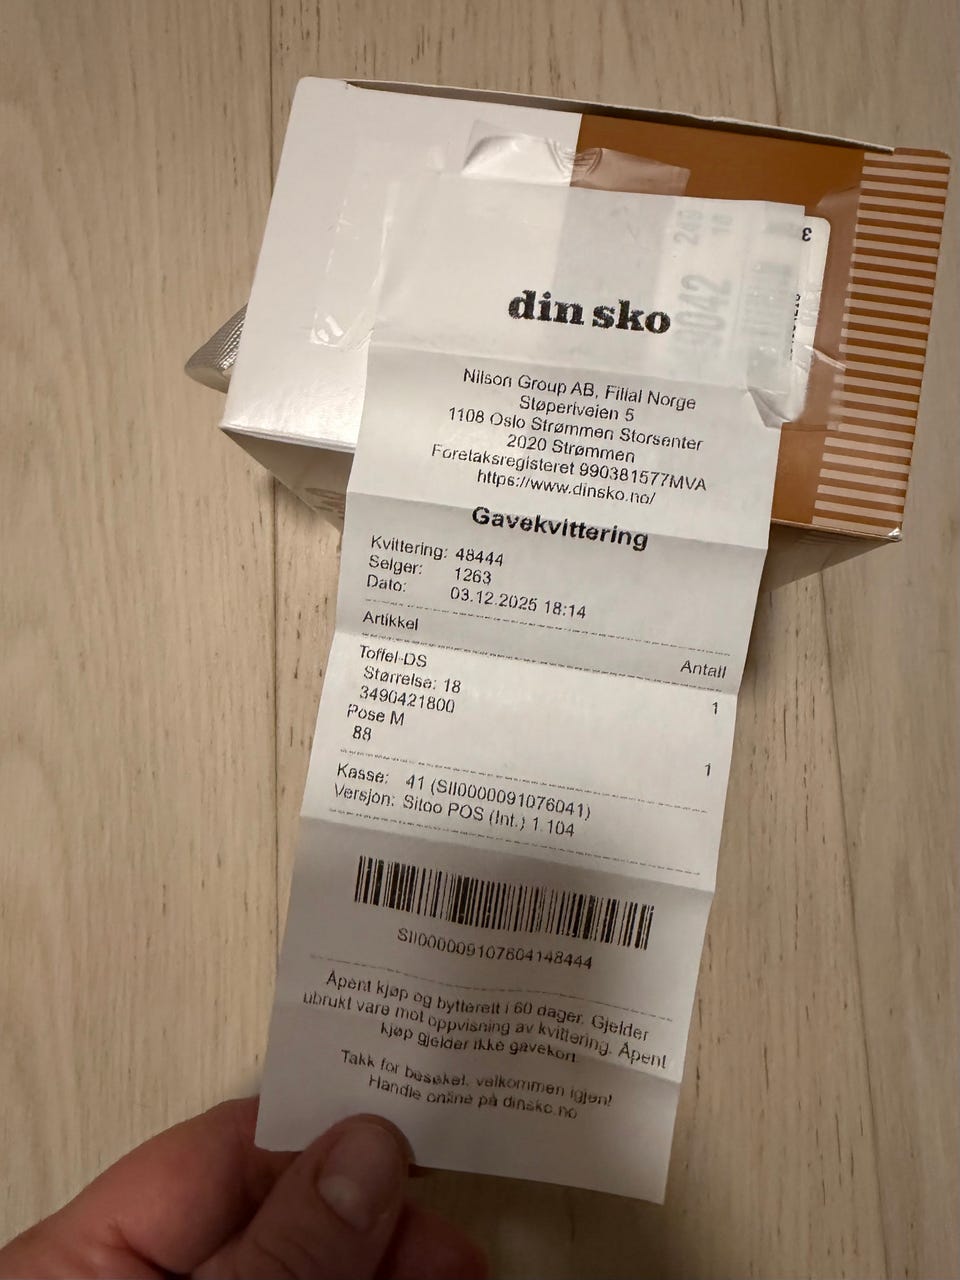 din sko
Nilson Group AB, Filial Norge
Støperiveien 5
1108 Oslo Strømmen Storsenter
2020 Strømmen
Foretaksregisteret 990381577MVA
https://www.dinsko.no/
Gavekvittering
Kvittering: 48444
Selger: 1263
Dato: 03.12.2025 18:14
Artikkel Antall
Toffel-DS
Størrelse: 18 1
3490421800
Pose M
88 1
Kasse: 41 (SII0000091076041)
Versjon: Sitoo POS (Int.) 1.104
SII000009107604148444
Åpent kjøp og bytterett i 60 dager. Gjelder
ubrukt vare mot oppvisning av kvittering. Åpent
kjøp gjelder ikke gavekort
Takk for besøket, velkommen igjen!
Handle online på dinsko.no